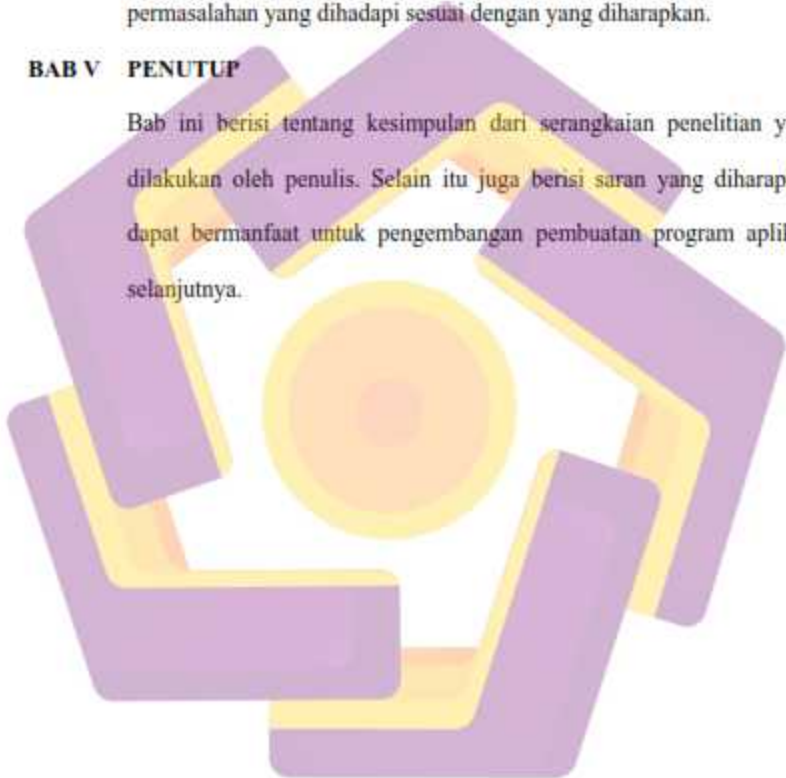 permasalahan yang dihadapi sesuai dengan yang diharapkan.
BAB V PENUTUP
Bab ini berisi tentang kesimpulan dari serangkaian penelitian y
dilakukan oleh penulis. Selain itu juga berisi saran yang diharap
dapat bermanfaat untuk pengembangan pembuatan program aplik
selanjutnya.